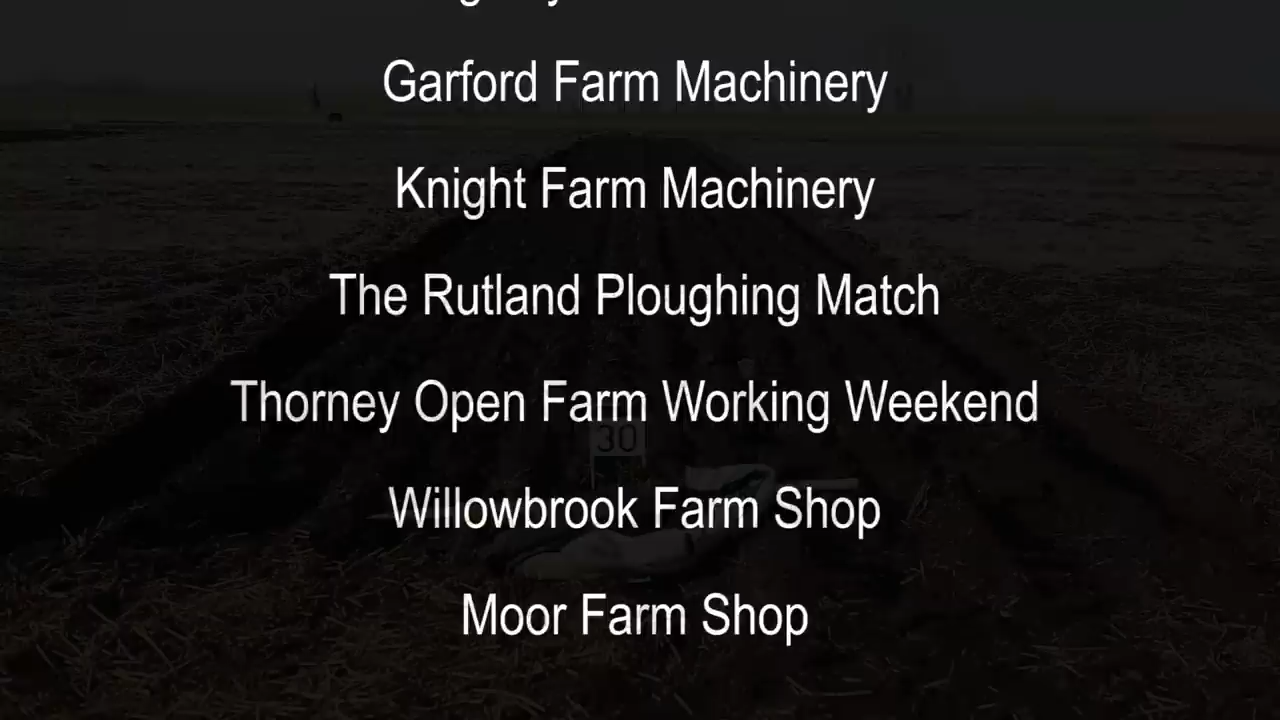 Garford Farm Machinery
Knight Farm Machinery
The Rutland Ploughing Match
Thorney Open Farm Working Weekend
30
Willowbrook Farm Shop
Moor Farm Shop